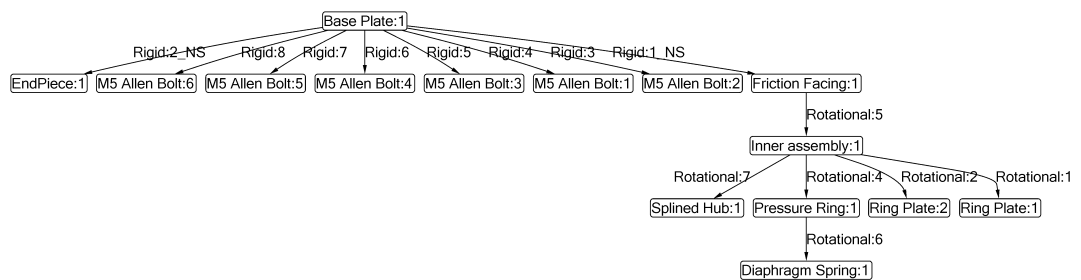 Base Plate:1
Rigid:2_NS Rigid:8 Rigid:7 Rigid:6 Rigid:5 Rigid:4 Rigid:3 Rigid:1_NS
EndPiece:1 M5 Allen Bolt:6 M5 Allen Bolt:5 M5 Allen Bolt:4 M5 Allen Bolt:3 M5 Allen Bolt:1 M5 Allen Bolt:2 Friction Facing:1
Rotational:5
Inner assembly:1
Rotational:7 Rotational:4 Rotational:2 Rotational:1
Splined Hub:1 Pressure Ring:1 Ring Plate:2 Ring Plate:1
Rotational:6
Diaphragm Spring:1